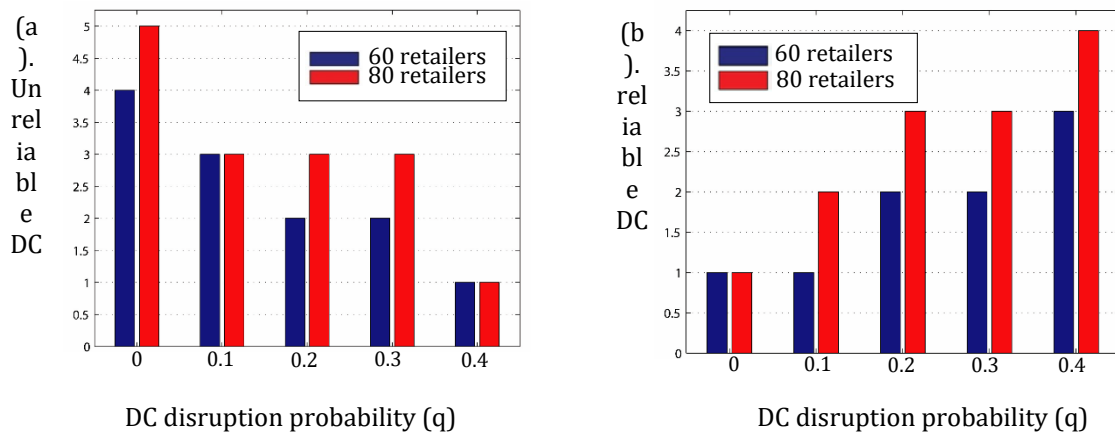 (a
).
Un
rel
ia
bl
e
DC
5
4.5
4
3.5
3
2.5
2
1.5
1
0.5
0
60 retailers
80 retailers
0 0.1 0.2 0.3 0.4
DC disruption probability (q)
(b
).
rel
ia
bl
e
DC
4
3.5
3
2.5
2
1.5
1
0.5
0
60 retailers
80 retailers
0 0.1 0.2 0.3 0.4
DC disruption probability (q)